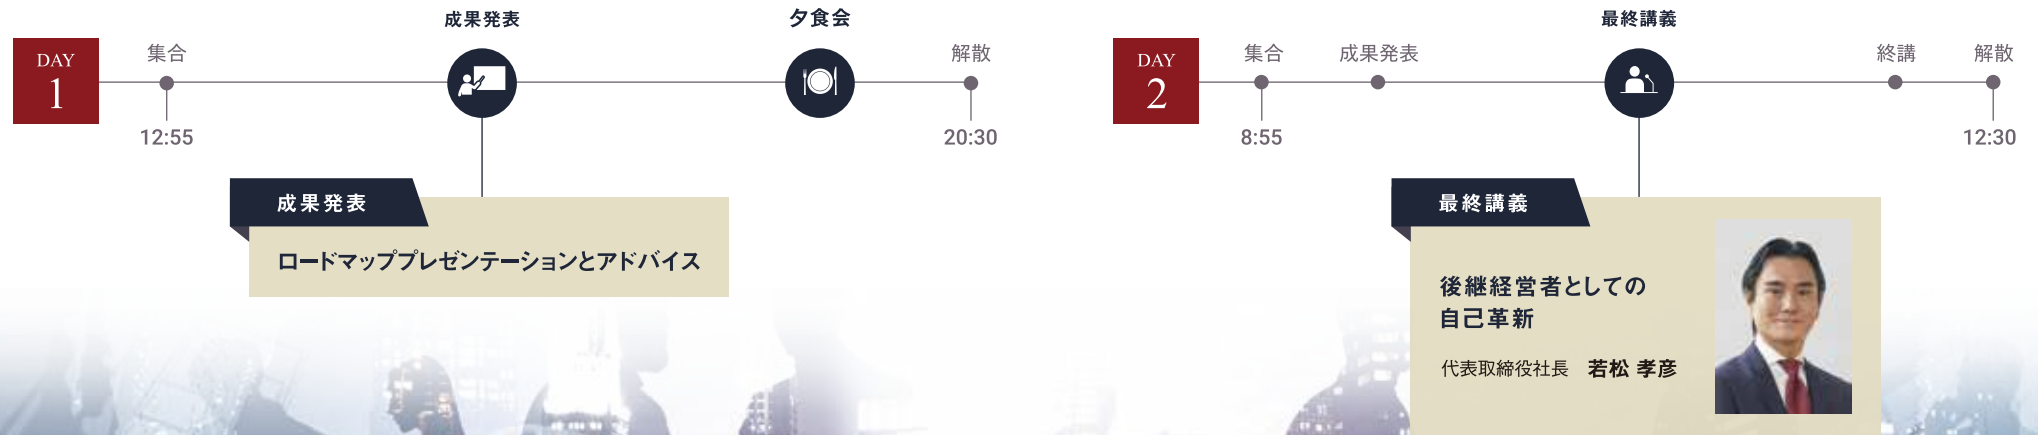 DAY
1
集合
12:55
成果発表
夕食会
解散
20:30
成果発表
ロードマッププレゼンテーションとアドバイス
DAY
2
集合
8:55
成果発表
最終講義
終講
解散
12:30
最終講義
後継経営者としての
自己革新
代表取締役社長 若松 孝彦